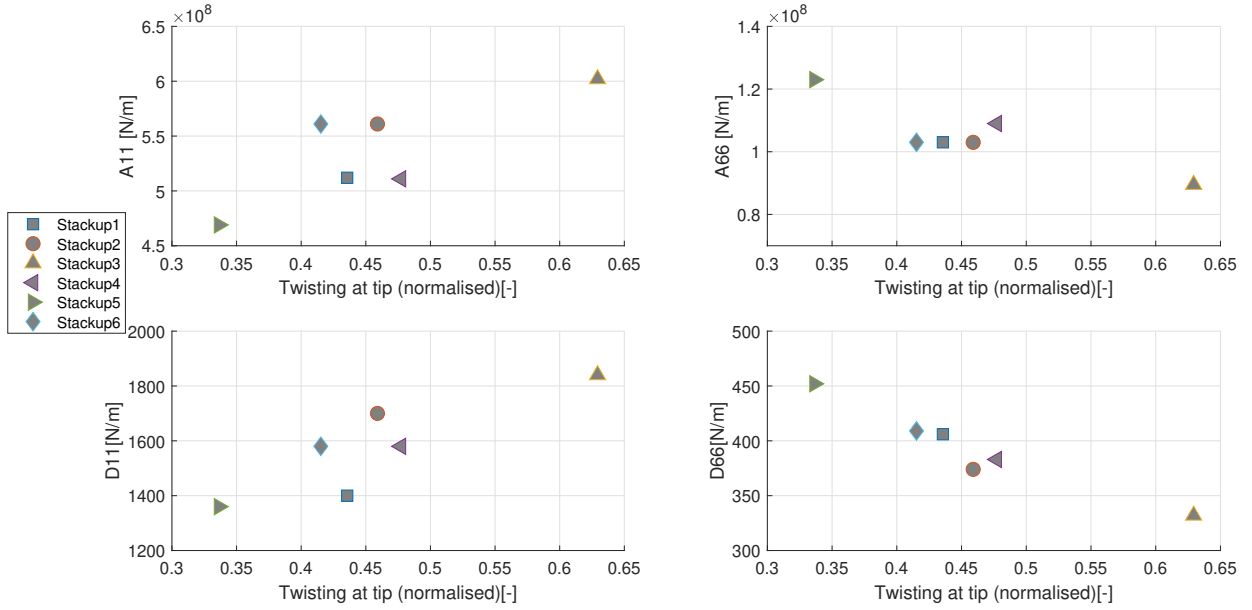 ×10⁸
6.5
6
5.5
5
4.5
A11 [N/m]
0.3 0.35 0.4 0.45 0.5 0.55 0.6 0.65
Twisting at tip (normalised)[-]
×10⁸
1.4
1.2
1
0.8
A66 [N/m]
0.3 0.35 0.4 0.45 0.5 0.55 0.6 0.65
Twisting at tip (normalised)[-]
Stackup1
Stackup2
Stackup3
Stackup4
Stackup5
Stackup6
2000
1800
1600
1400
1200
D11[N/m]
0.3 0.35 0.4 0.45 0.5 0.55 0.6 0.65
Twisting at tip (normalised)[-]
500
450
400
350
300
D66[N/m]
0.3 0.35 0.4 0.45 0.5 0.55 0.6 0.65
Twisting at tip (normalised)[-]